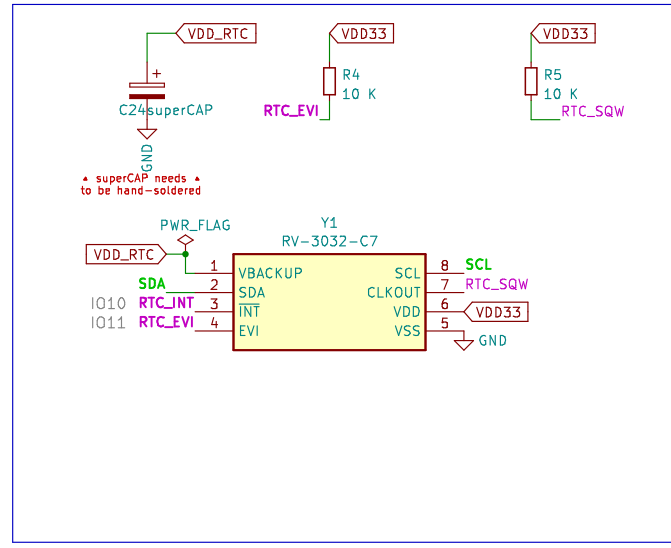 VDD_RTC
VDD33
VDD33
+
R4
10 K
R5
10 K
C24superCAP
RTC_EVI
RTC_SQW
GND
* superCAP needs *
to be hand-soldered
PWR_FLAG
Y1
RV-3032-C7
VDD_RTC
1 VBACKUP SCL 8 SCL
SDA 2 SDA CLKOUT 7 RTC_SQW
IO10 RTC_INT 3 INT VDD 6 VDD33
IO11 RTC_EVI 4 EVI VSS 5 GND